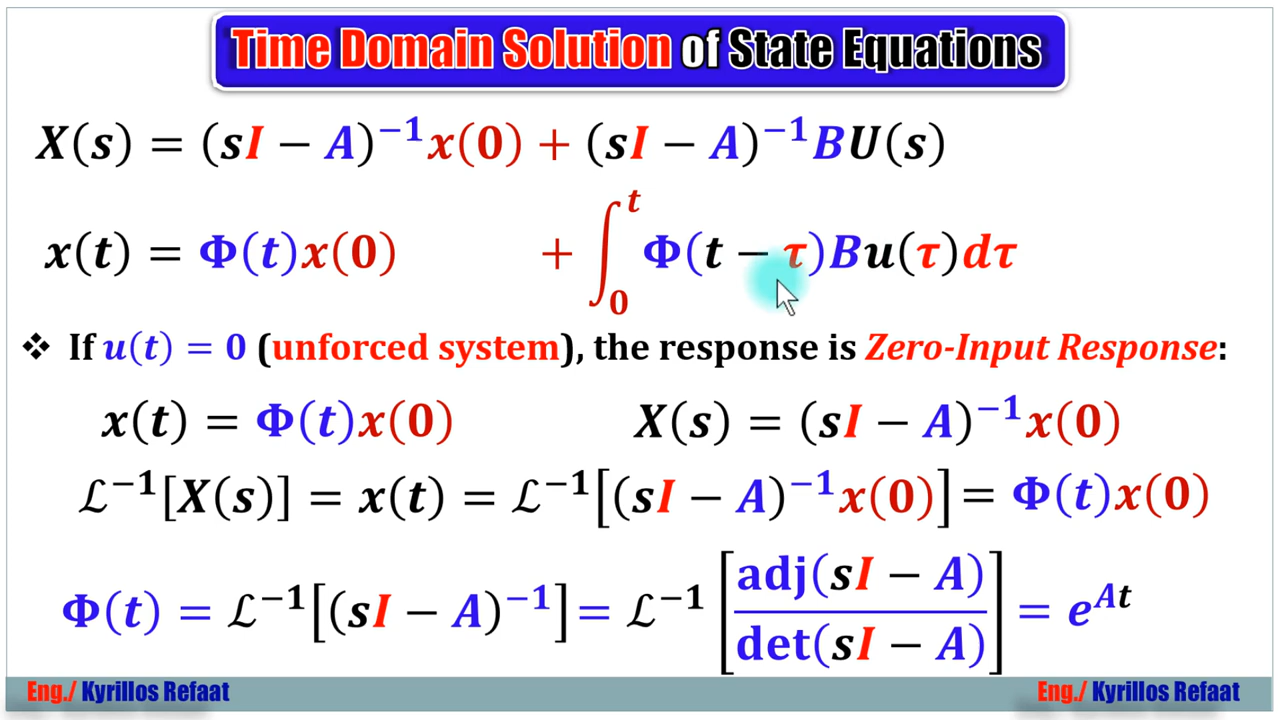 Time Domain Solution of State Equations
X(s) = (sI − A)⁻¹x(0) + (sI − A)⁻¹BU(s)
x(t) = Φ(t)x(0) + ∫₀ᵗ Φ(t − τ)Bu(τ)dτ
❖ If u(t) = 0 (unforced system), the response is Zero-Input Response:
x(t) = Φ(t)x(0) X(s) = (sI − A)⁻¹x(0)
ℒ⁻¹[X(s)] = x(t) = ℒ⁻¹[(sI − A)⁻¹x(0)] = Φ(t)x(0)
Φ(t) = ℒ⁻¹[(sI − A)⁻¹] = ℒ⁻¹[adj(sI − A) / det(sI − A)] = e^{At}
Eng./ Kyrillos Refaat Eng./ Kyrillos Refaat